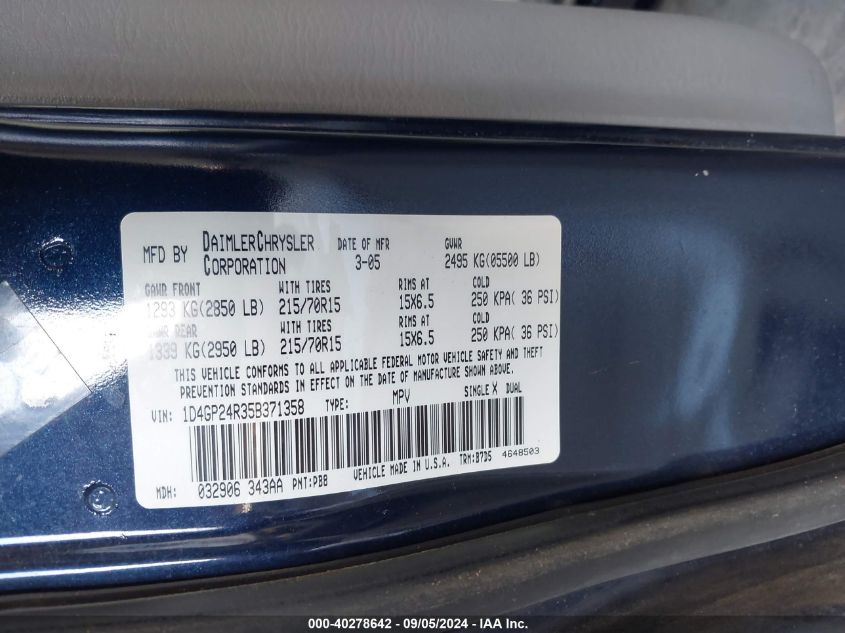 MFD BY DAIMLERCHRYSLER CORPORATION DATE OF MFR 3-05 GVWR 2495 KG(05500 LB)
GAWR FRONT WITH TIRES RIMS AT COLD
1293 KG(2850 LB) 215/70R15 15X6.5 250 KPA( 36 PSI)
GAWR REAR WITH TIRES RIMS AT COLD
1339 KG(2950 LB) 215/70R15 15X6.5 250 KPA( 36 PSI)
THIS VEHICLE CONFORMS TO ALL APPLICABLE FEDERAL MOTOR VEHICLE SAFETY AND THEFT
PREVENTION STANDARDS IN EFFECT ON THE DATE OF MANUFACTURE SHOWN ABOVE.
VIN: 1D4GP24R35B371358 TYPE: MPV SINGLE X DUAL
MDH: 032906 343AA PNT:PBB VEHICLE MADE IN U.S.A. TRM:B7D5 4648503
000-40278642 - 09/05/2024 - IAA Inc.